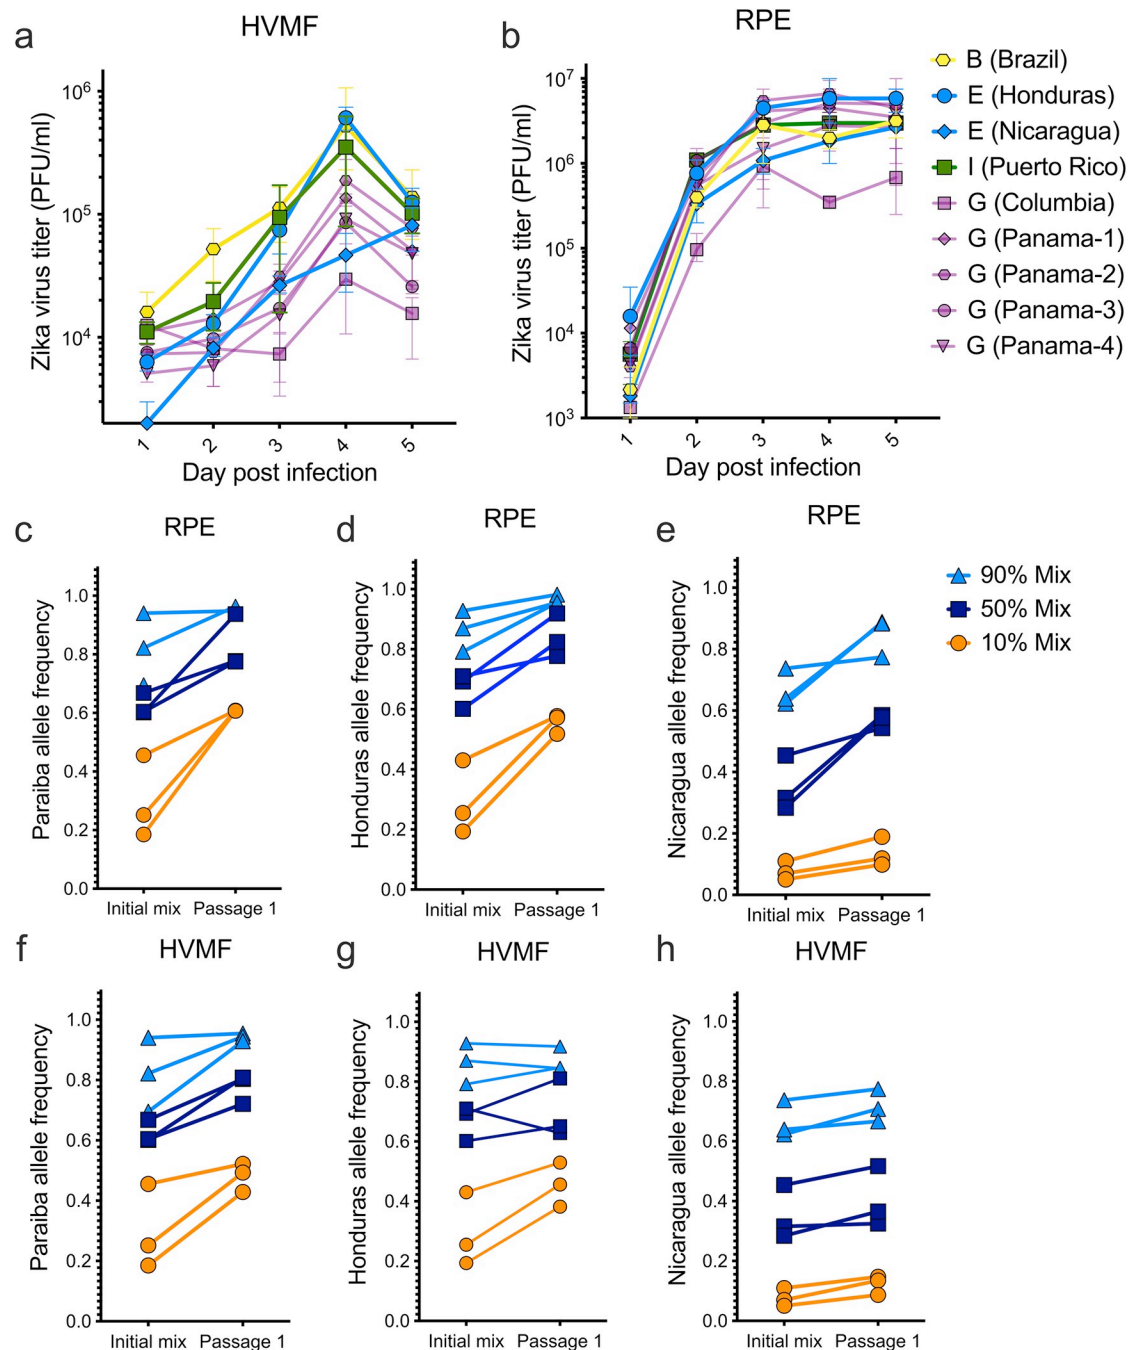 a
HVMF
Zika virus titer (PFU/ml)
10⁶
10⁵
10⁴
1
2
3
4
5
Day post infection
b
RPE
Zika virus titer (PFU/ml)
10⁷
10⁶
10⁵
10⁴
10³
1
2
3
4
5
Day post infection
B (Brazil)
E (Honduras)
E (Nicaragua)
I (Puerto Rico)
G (Columbia)
G (Panama-1)
G (Panama-2)
G (Panama-3)
G (Panama-4)
c
RPE
Paraiba allele frequency
1.0
0.8
0.6
0.4
0.2
0.0
Initial mix Passage 1
d
RPE
Honduras allele frequency
1.0
0.8
0.6
0.4
0.2
0.0
Initial mix Passage 1
e
RPE
Nicaragua allele frequency
1.0
0.8
0.6
0.4
0.2
0.0
Initial mix Passage 1
90% Mix
50% Mix
10% Mix
f
HVMF
Paraiba allele frequency
1.0
0.8
0.6
0.4
0.2
0.0
Initial mix Passage 1
g
HVMF
Honduras allele frequency
1.0
0.8
0.6
0.4
0.2
0.0
Initial mix Passage 1
h
HVMF
Nicaragua allele frequency
1.0
0.8
0.6
0.4
0.2
0.0
Initial mix Passage 1